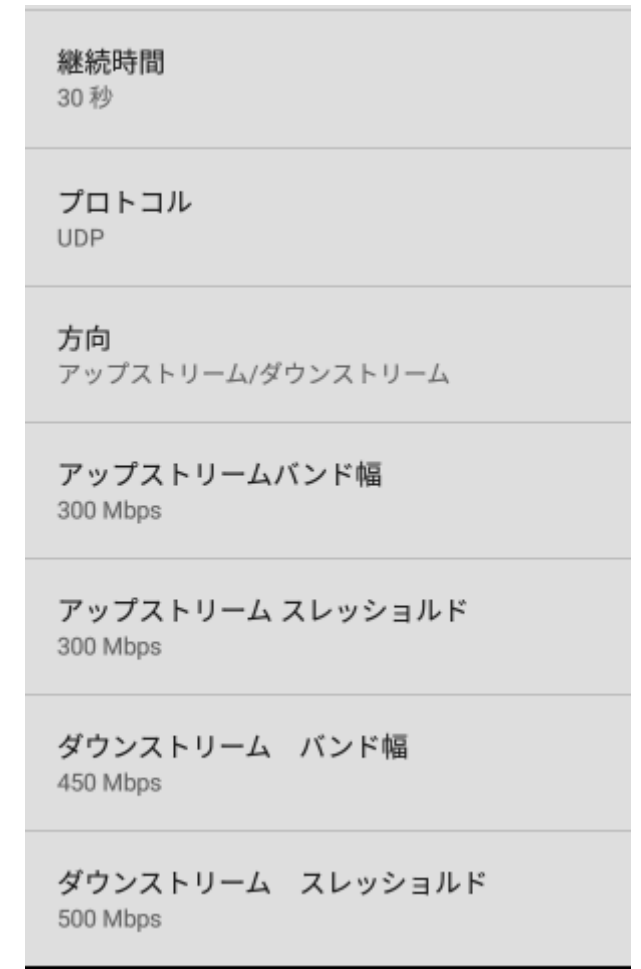 継続時間
30 秒
プロトコル
UDP
方向
アップストリーム/ダウンストリーム
アップストリームバンド幅
300 Mbps
アップストリーム スレッショルド
300 Mbps
ダウンストリーム　バンド幅
450 Mbps
ダウンストリーム　スレッショルド
500 Mbps